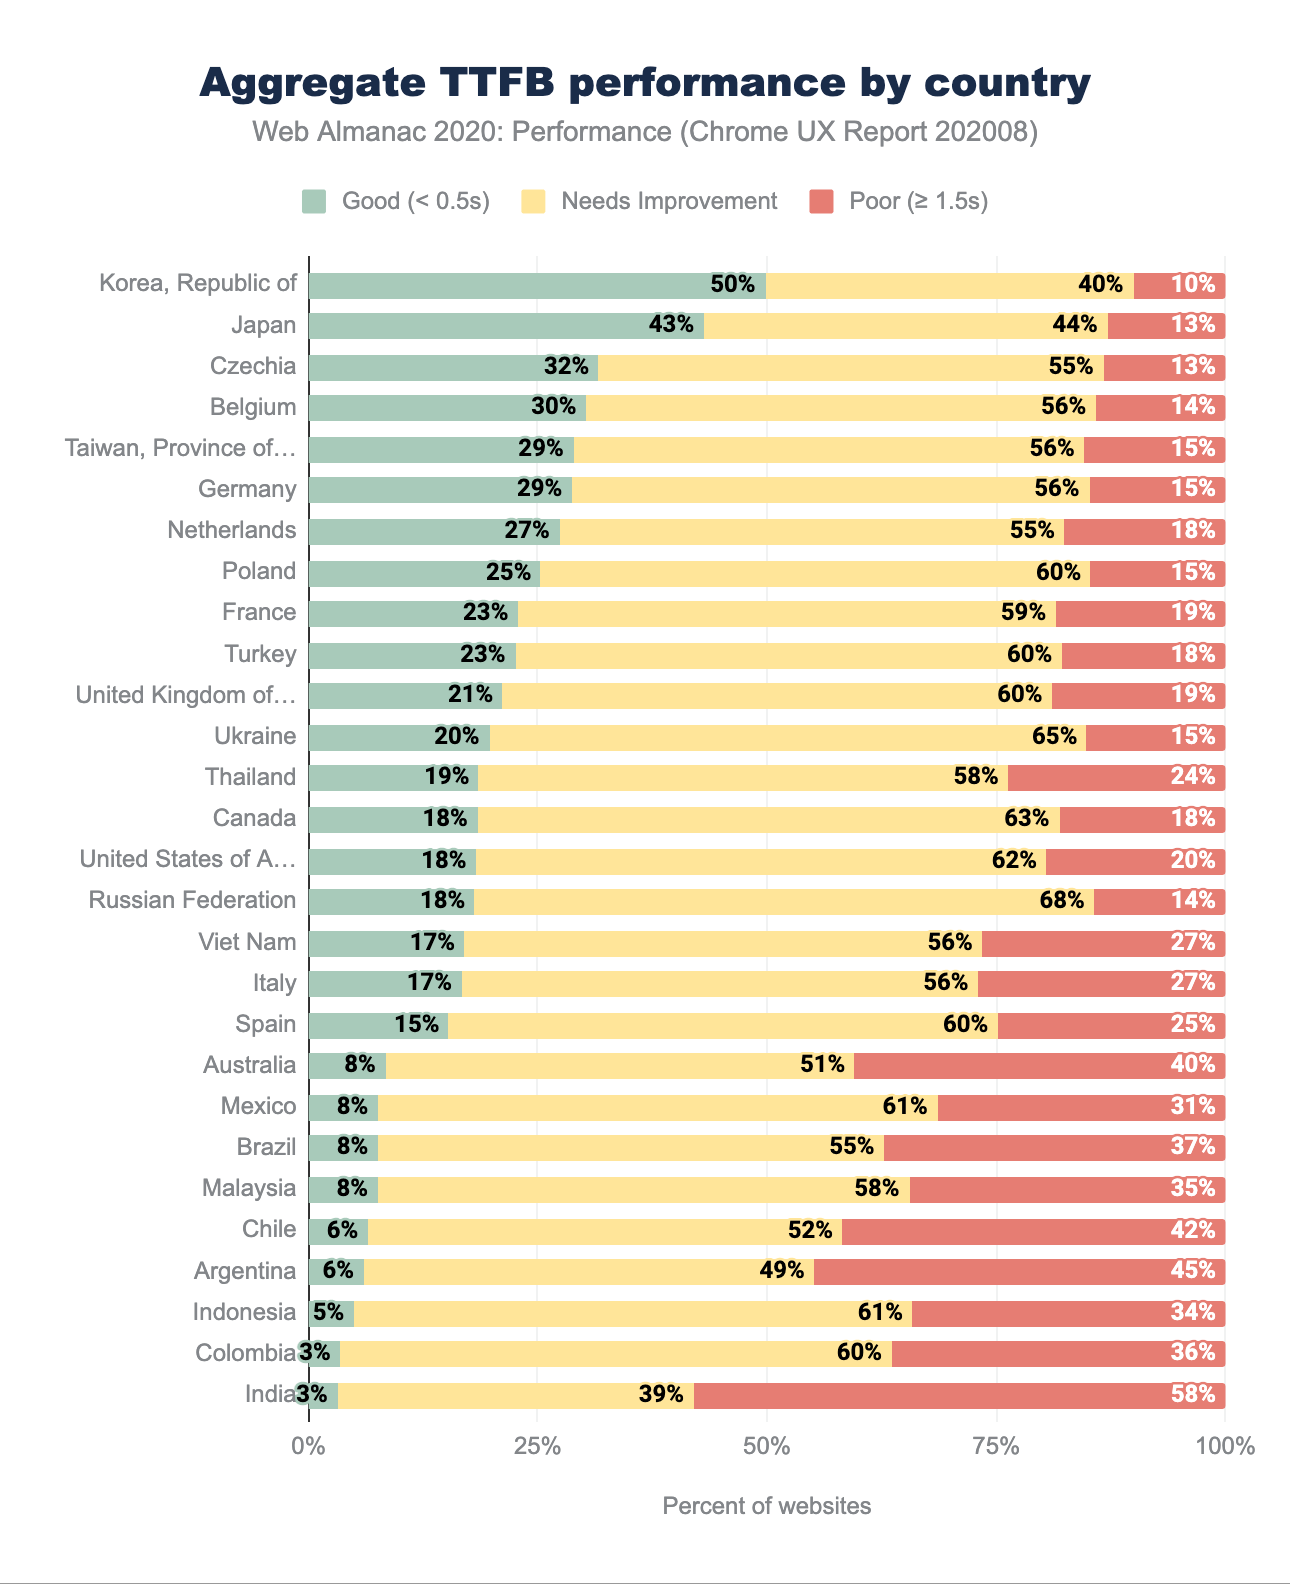 Aggregate TTFB performance by country
Web Almanac 2020: Performance (Chrome UX Report 202008)
Good (< 0.5s) Needs Improvement Poor (≥ 1.5s)
Korea, Republic of 50% 40% 10%
Japan 43% 44% 13%
Czechia 32% 55% 13%
Belgium 30% 56% 14%
Taiwan, Province of... 29% 56% 15%
Germany 29% 56% 15%
Netherlands 27% 55% 18%
Poland 25% 60% 15%
France 23% 59% 19%
Turkey 23% 60% 18%
United Kingdom of... 21% 60% 19%
Ukraine 20% 65% 15%
Thailand 19% 58% 24%
Canada 18% 63% 18%
United States of A... 18% 62% 20%
Russian Federation 18% 68% 14%
Viet Nam 17% 56% 27%
Italy 17% 56% 27%
Spain 15% 60% 25%
Australia 8% 51% 40%
Mexico 8% 61% 31%
Brazil 8% 55% 37%
Malaysia 8% 58% 35%
Chile 6% 52% 42%
Argentina 6% 49% 45%
Indonesia 5% 61% 34%
Colombia 3% 60% 36%
India 3% 39% 58%
0% 25% 50% 75% 100%
Percent of websites